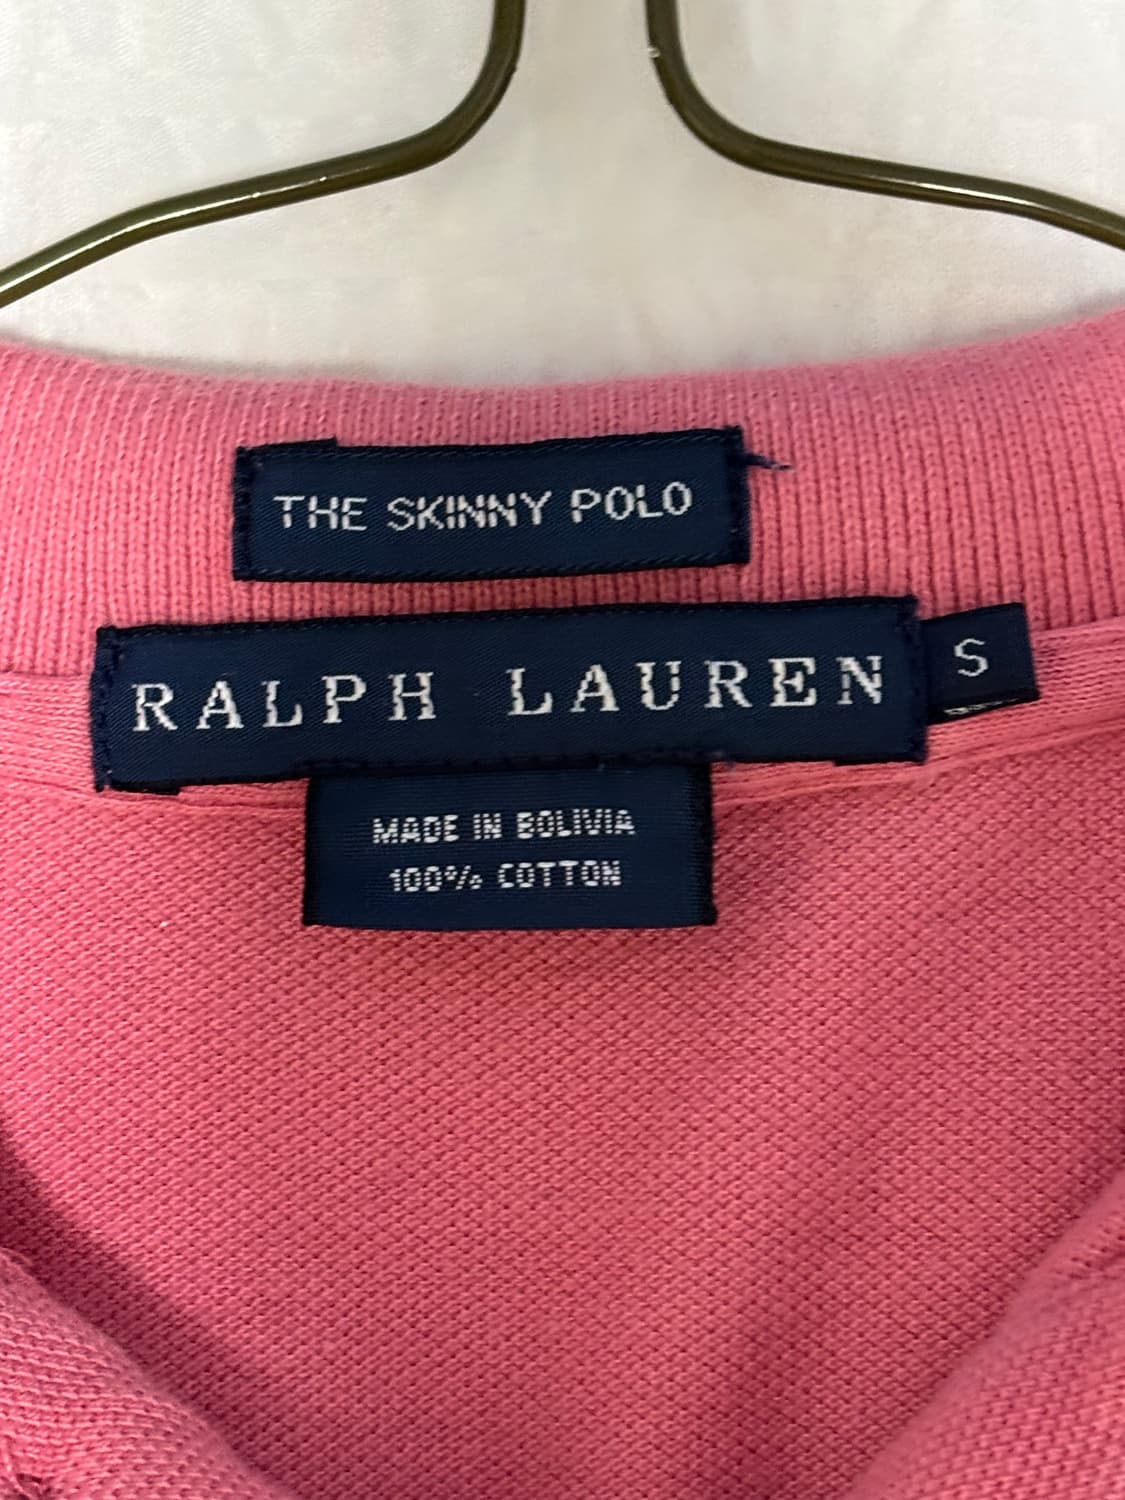 THE SKINNY POLO
RALPH LAUREN
S
MADE IN BOLIVIA
100% COTTON